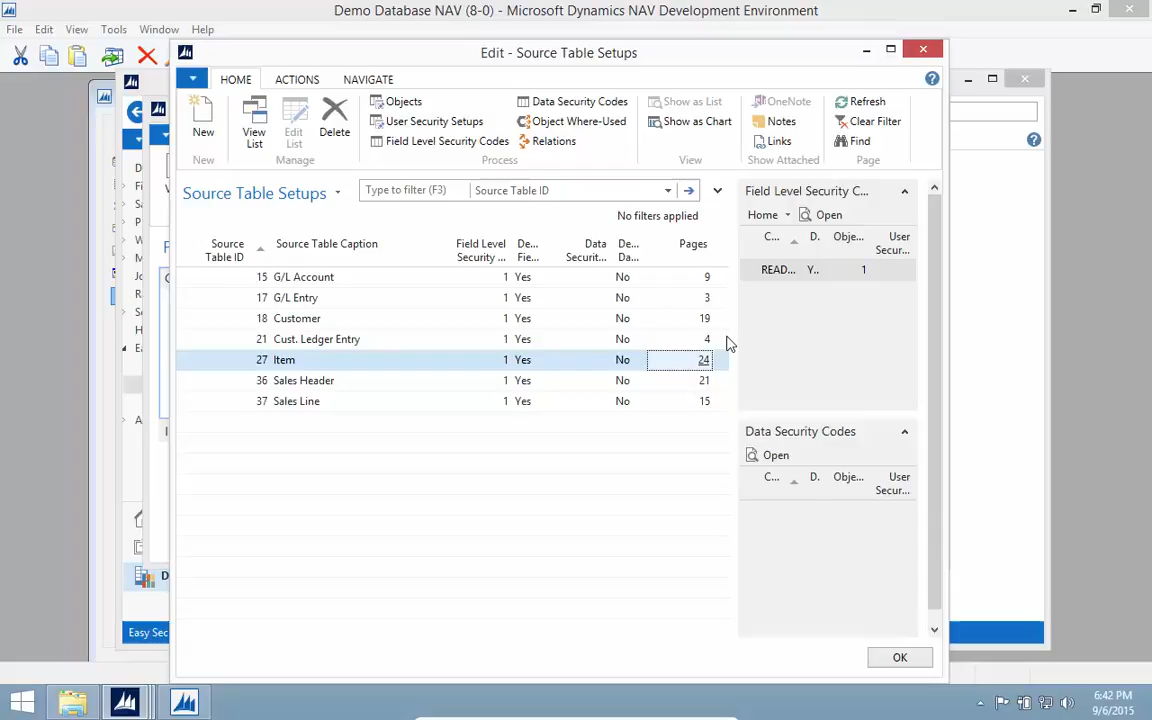 Demo Database NAV (8-0) - Microsoft Dynamics NAV Development Environment
File Edit View Tools Window Help
Edit - Source Table Setups
HOME ACTIONS NAVIGATE
New
View List
Edit List
Delete
Objects
User Security Setups
Field Level Security Codes
Data Security Codes
Object Where-Used
Relations
Show as List
Show as Chart
OneNote
Notes
Links
Refresh
Clear Filter
Find
New Manage Process View Show Attached Page
Source Table Setups
Type to filter (F3) Source Table ID
No filters applied
Source Table ID Source Table Caption Field Level Security ... De... Fie... Data Securit... De... Da... Pages
15 G/L Account 1 Yes No 9
17 G/L Entry 1 Yes No 3
18 Customer 1 Yes No 19
21 Cust. Ledger Entry 1 Yes No 4
27 Item 1 Yes No 24
36 Sales Header 1 Yes No 21
37 Sales Line 1 Yes No 15
Field Level Security C...
Home Open
C... D. Obje... User Secur...
READ... Y.. 1
Data Security Codes
Open
C... D. Obje... User Secur...
OK
Easy Sec
6:42 PM
9/6/2015